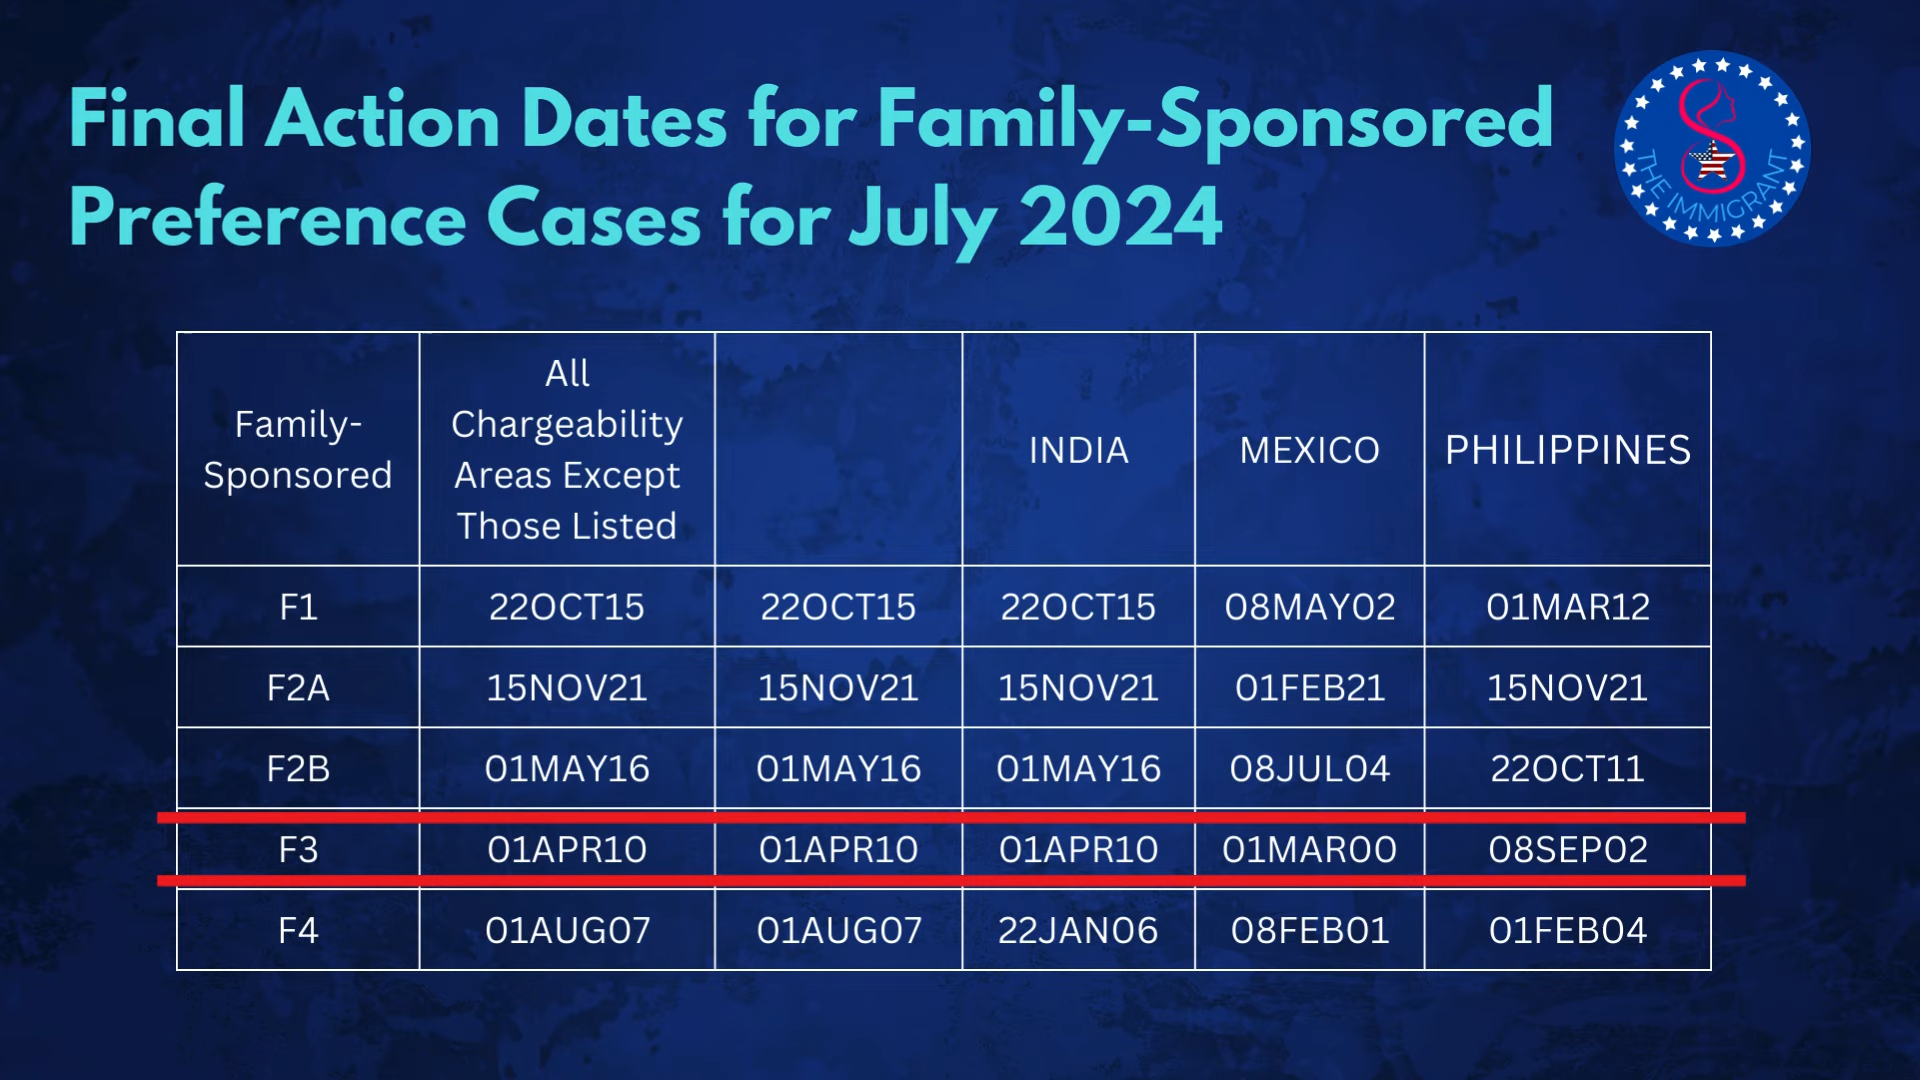 Final Action Dates for Family-Sponsored
Preference Cases for July 2024
THE IMMIGRANT
Family-
Sponsored
All
Chargeability
Areas Except
Those Listed
INDIA
MEXICO
PHILIPPINES
F1 22OCT15 22OCT15 22OCT15 08MAY02 01MAR12
F2A 15NOV21 15NOV21 15NOV21 01FEB21 15NOV21
F2B 01MAY16 01MAY16 01MAY16 08JUL04 22OCT11
F3 01APR10 01APR10 01APR10 01MAR00 08SEP02
F4 01AUG07 01AUG07 22JAN06 08FEB01 01FEB04